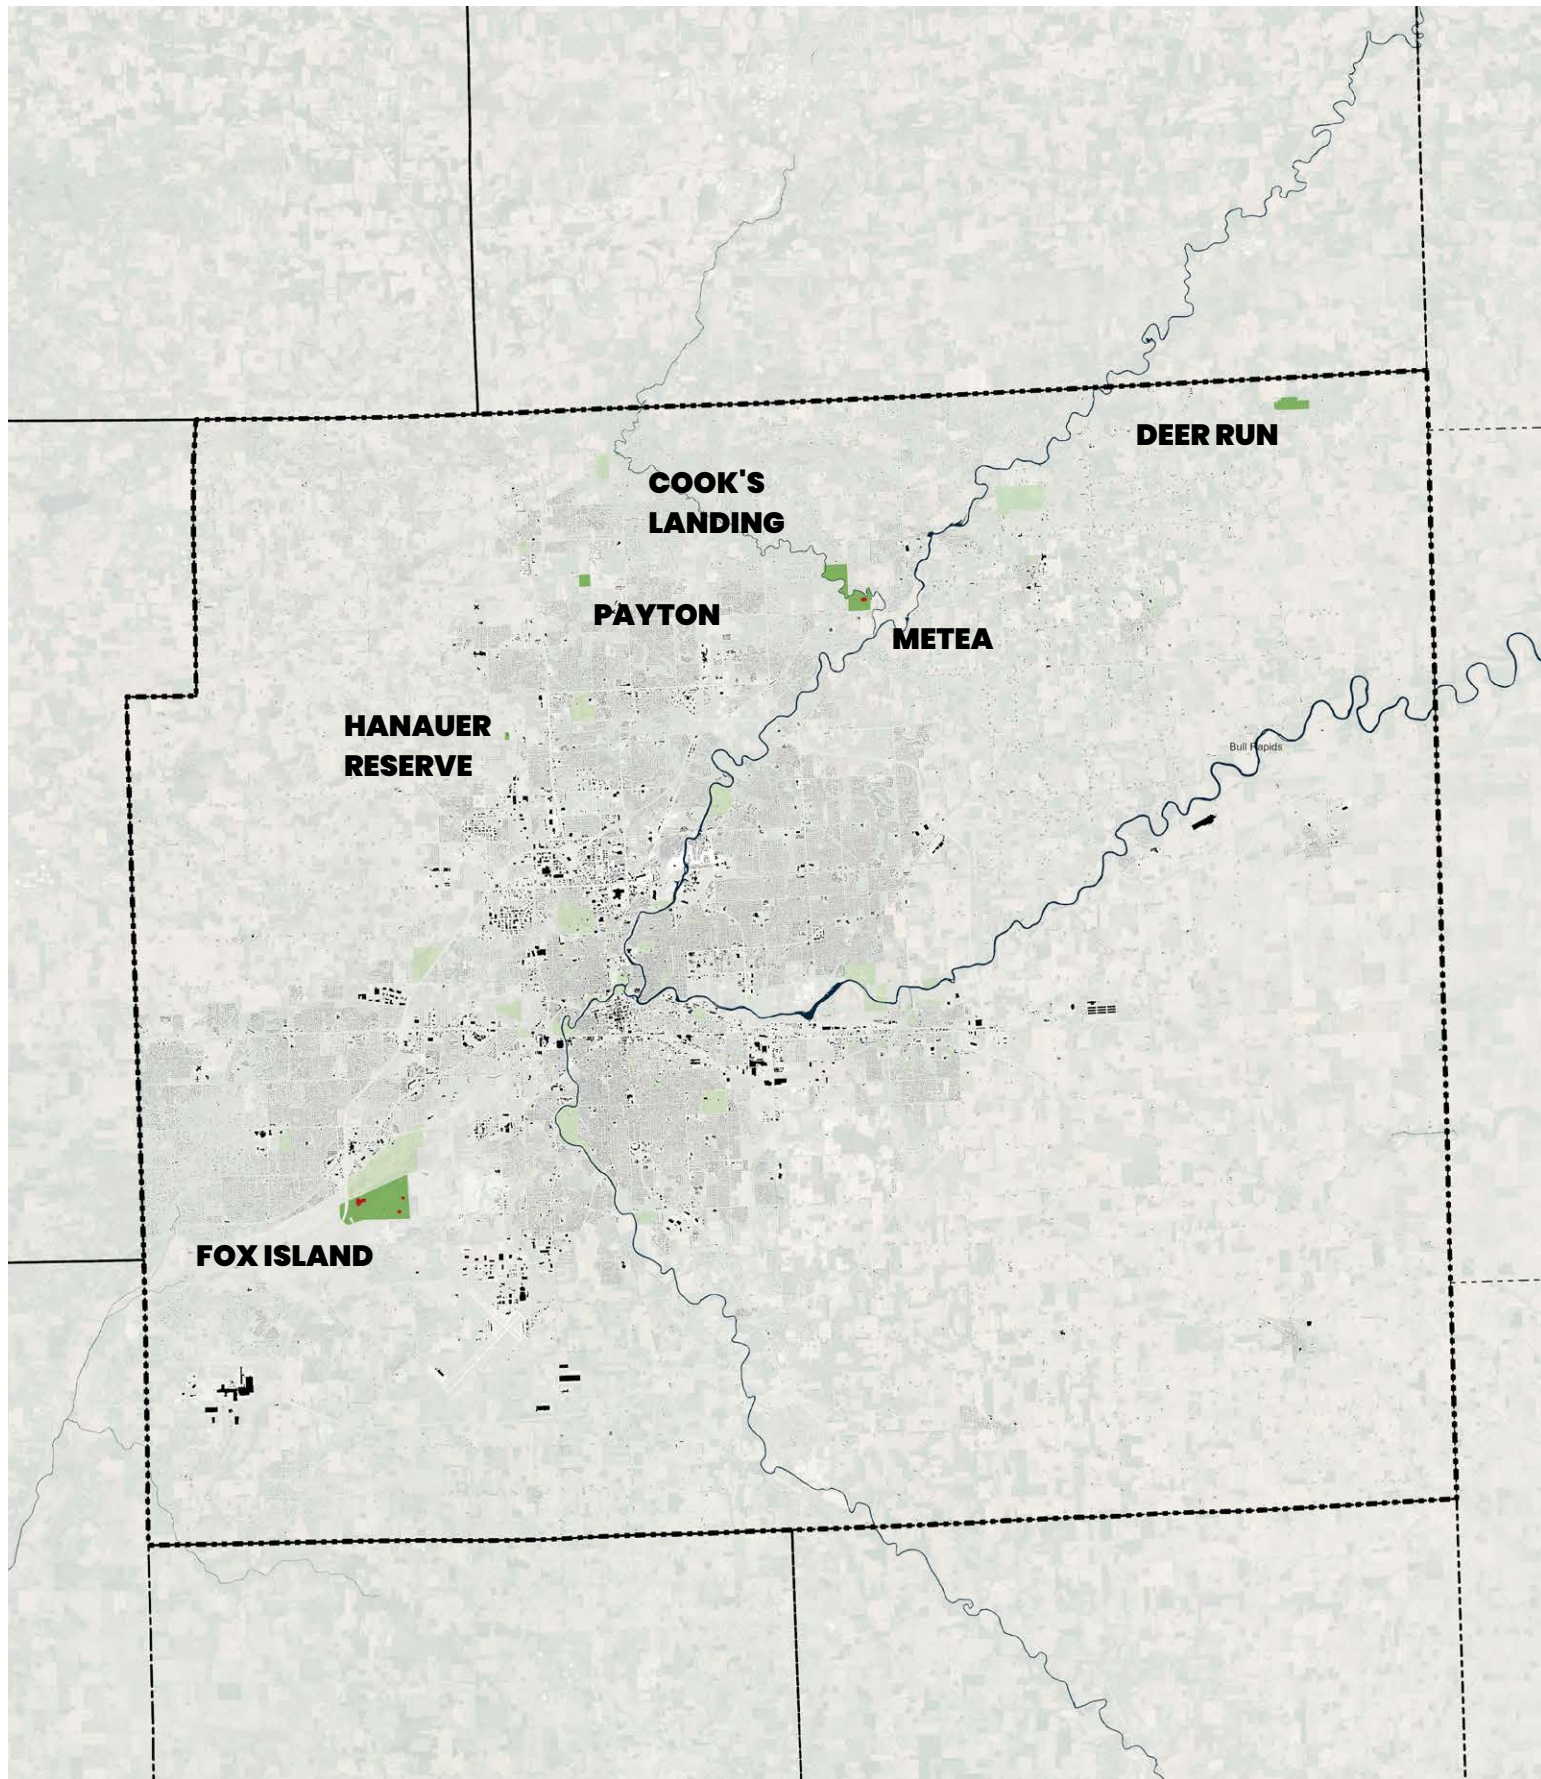 DEER RUN
COOK'S
LANDING
PAYTON
METEA
HANAUER
RESERVE
Bull Rapids
FOX ISLAND